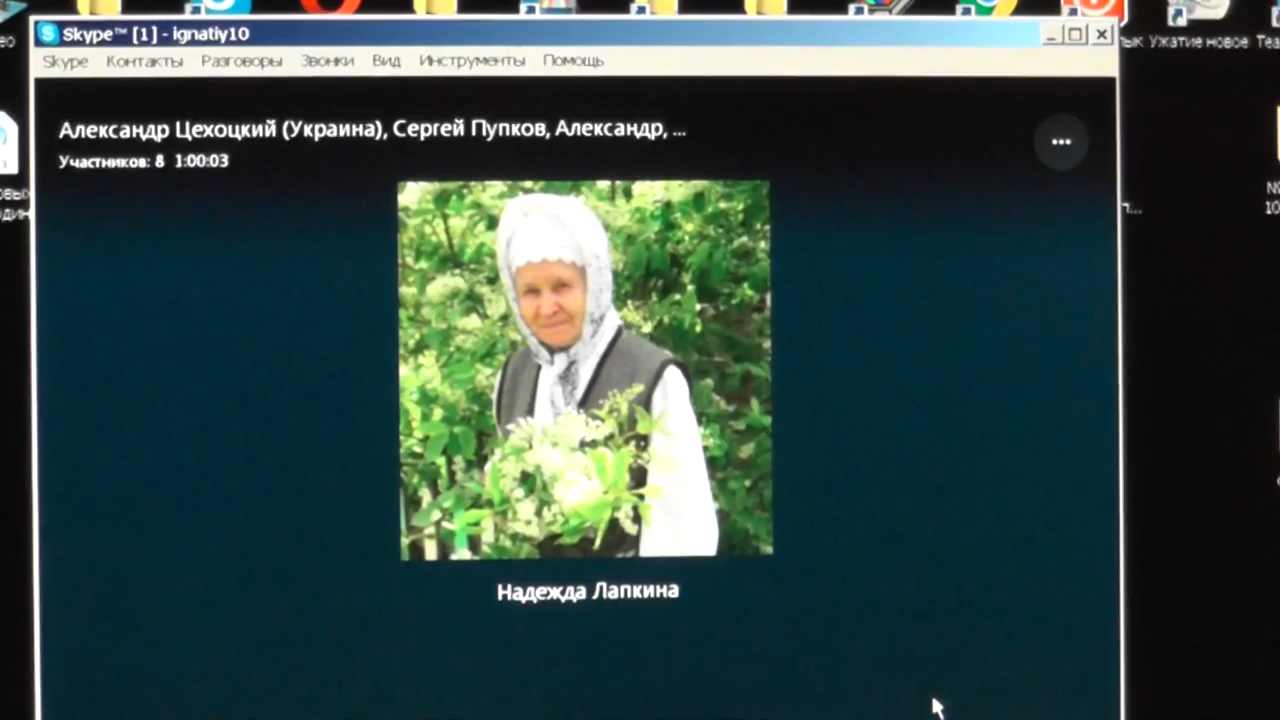 Skype™ [1] - ignatiy10
Skype Контакты Разговоры Звонки Вид Инструменты Помощь
Ужатие новое
Александр Цехоцкий (Украина), Сергей Пупков, Александр, ...
Участников: 8 1:00:03
Надежда Лапкина